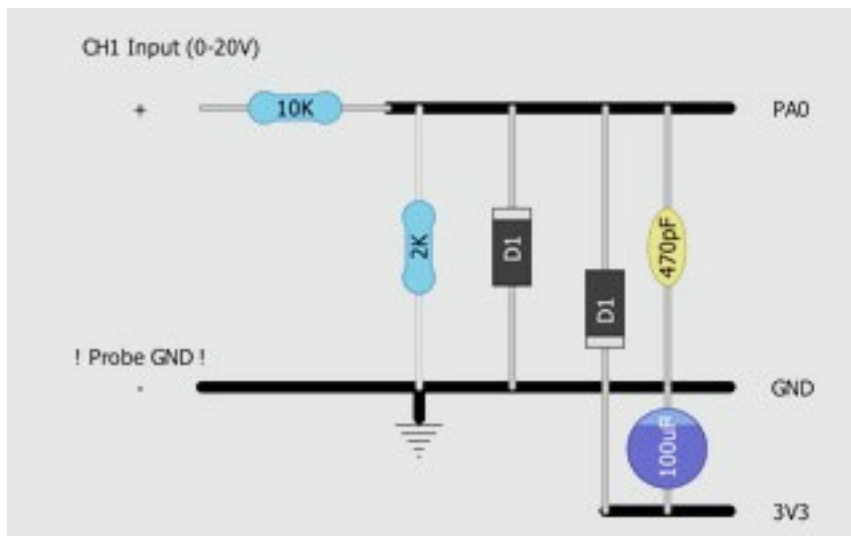 CH1 Input (0-20V)
+
10K
PA0
2K
D1
470pF
D1
! Probe GND !
-
GND
100uF
3V3